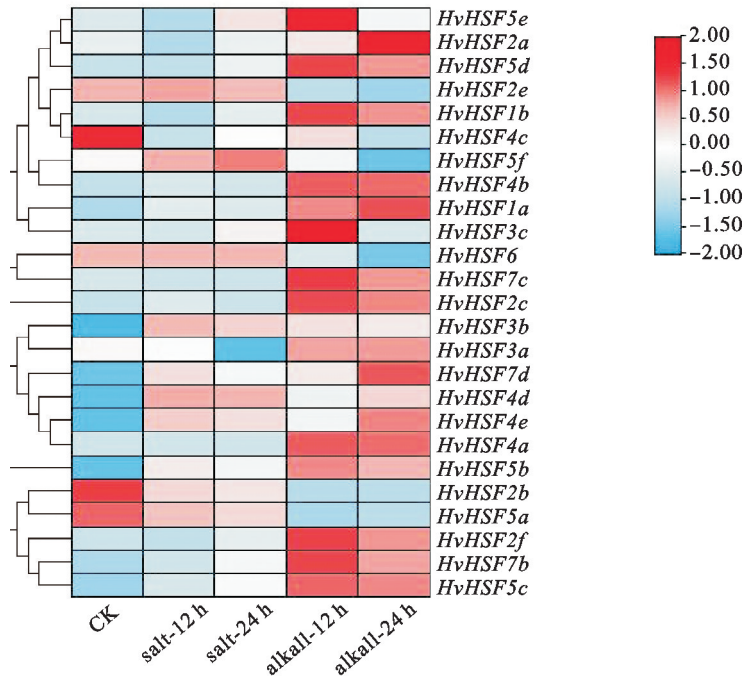 HvHSF5e
HvHSF2a
HvHSF5d
HvHSF2e
HvHSF1b
HvHSF4c
HvHSF5f
HvHSF4b
HvHSF1a
HvHSF3c
HvHSF6
HvHSF7c
HvHSF2c
HvHSF3b
HvHSF3a
HvHSF7d
HvHSF4d
HvHSF4e
HvHSF4a
HvHSF5b
HvHSF2b
HvHSF5a
HvHSF2f
HvHSF7b
HvHSF5c
CK
salt-12 h
salt-24 h
alkall-12 h
alkall-24 h
2.00
1.50
1.00
0.50
0.00
−0.50
−1.00
−1.50
−2.00